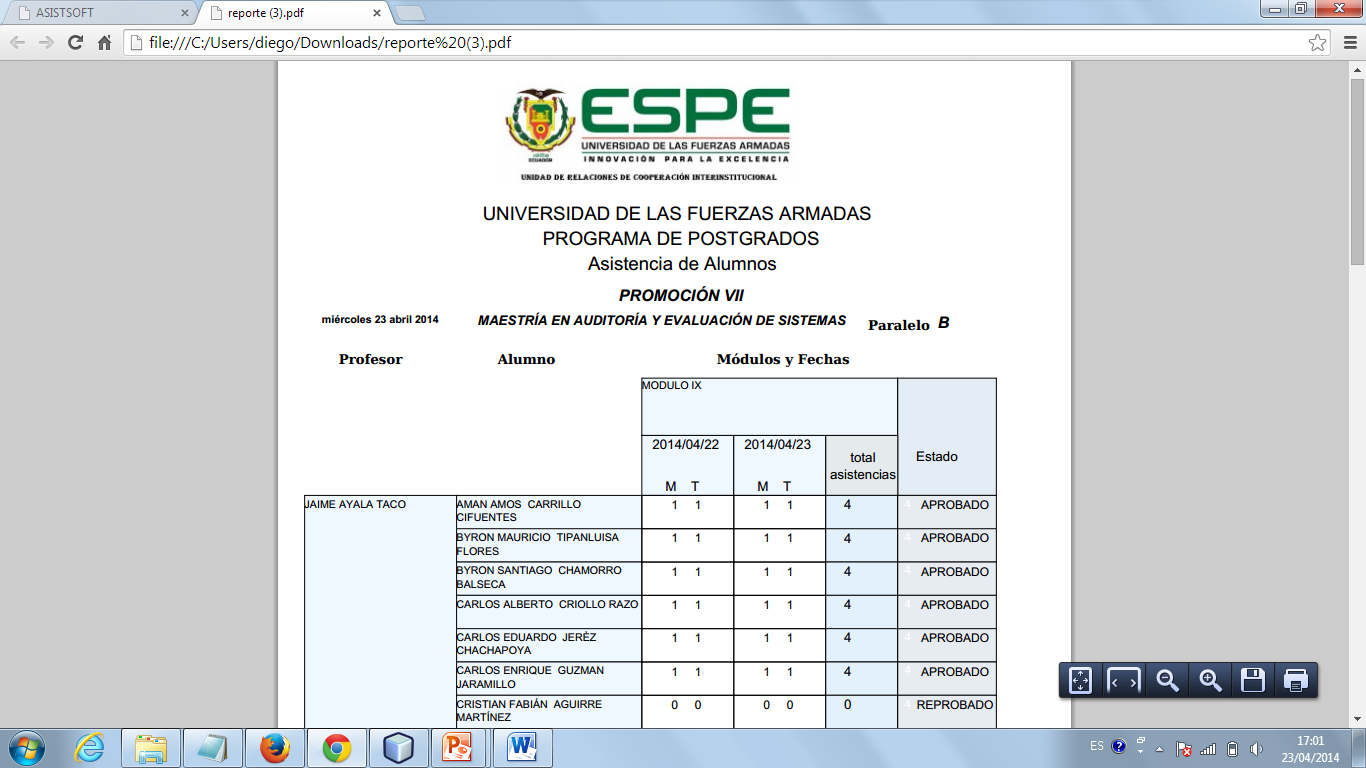 ASISTSOFT
reporte (3).pdf
file:///C:/Users/diego/Downloads/reporte%20(3).pdf
ESPE
UNIVERSIDAD DE LAS FUERZAS ARMADAS
INNOVACIÓN PARA LA EXCELENCIA
ECUADOR
UNIDAD DE RELACIONES DE COOPERACIÓN INTERINSTITUCIONAL
UNIVERSIDAD DE LAS FUERZAS ARMADAS
PROGRAMA DE POSTGRADOS
Asistencia de Alumnos
PROMOCIÓN VII
miércoles 23 abril 2014 MAESTRÍA EN AUDITORÍA Y EVALUACIÓN DE SISTEMAS Paralelo B
Profesor Alumno Módulos y Fechas
MODULO IX
2014/04/22 2014/04/23
total
asistencias
Estado
M T M T
JAIME AYALA TACO
AMAN AMOS CARRILLO
CIFUENTES
1 1 1 1 4 4 APROBADO
BYRON MAURICIO TIPANLUISA
FLORES
1 1 1 1 4 4 APROBADO
BYRON SANTIAGO CHAMORRO
BALSECA
1 1 1 1 4 4 APROBADO
CARLOS ALBERTO CRIOLLO RAZO
1 1 1 1 4 4 APROBADO
CARLOS EDUARDO JERÈZ
CHACHAPOYA
1 1 1 1 4 4 APROBADO
CARLOS ENRIQUE GUZMAN
JARAMILLO
1 1 1 1 4 4 APROBADO
CRISTIAN FABIÁN AGUIRRE
MARTÍNEZ
0 0 0 0 0 REPROBADO
ES
17:01
23/04/2014